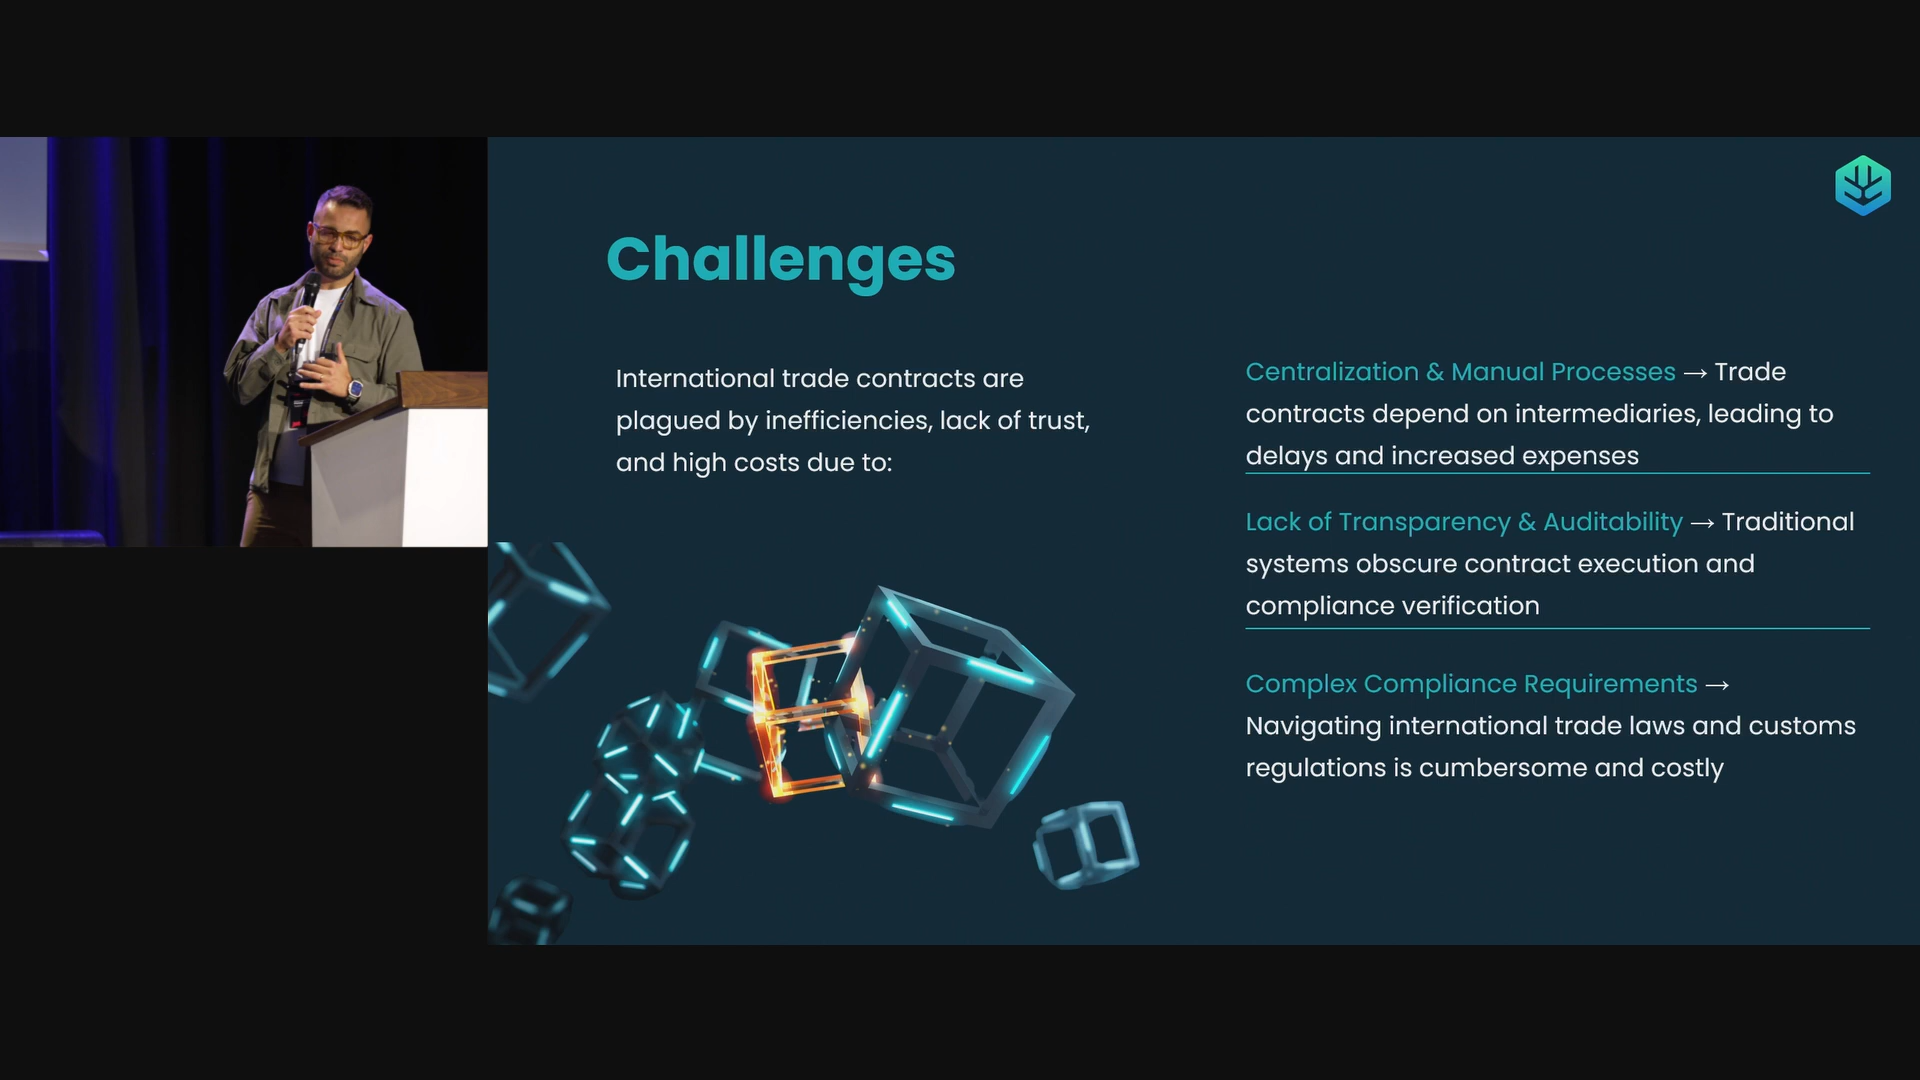 Challenges
International trade contracts are
plagued by inefficiencies, lack of trust,
and high costs due to:
Centralization & Manual Processes → Trade
contracts depend on intermediaries, leading to
delays and increased expenses
Lack of Transparency & Auditability → Traditional
systems obscure contract execution and
compliance verification
Complex Compliance Requirements →
Navigating international trade laws and customs
regulations is cumbersome and costly